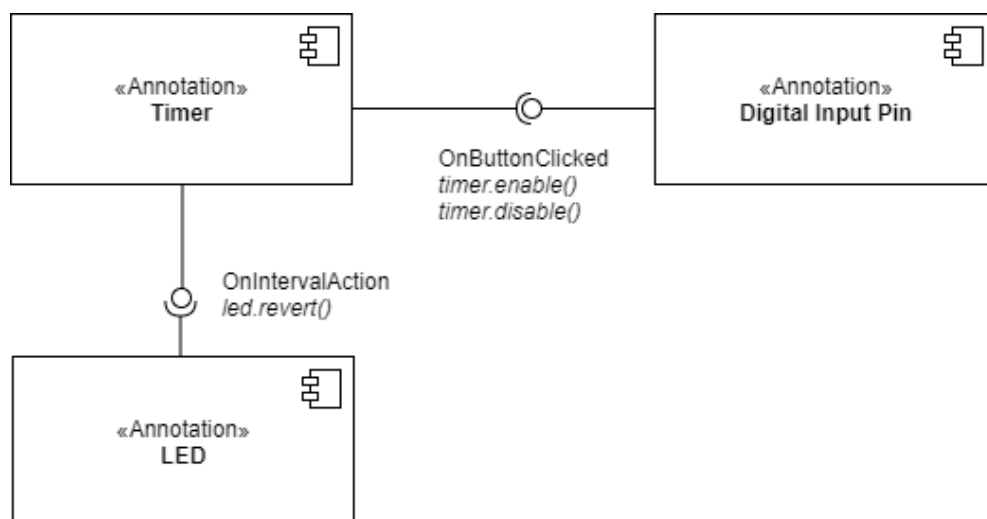 «Annotation»
Timer
«Annotation»
Digital Input Pin
OnButtonClicked
timer.enable()
timer.disable()
OnIntervalAction
led.revert()
«Annotation»
LED